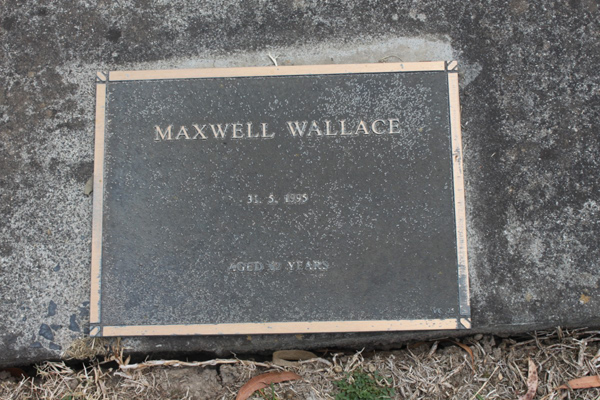 MAXWELL WALLACE
31. 5. 1995
AGED YEARS